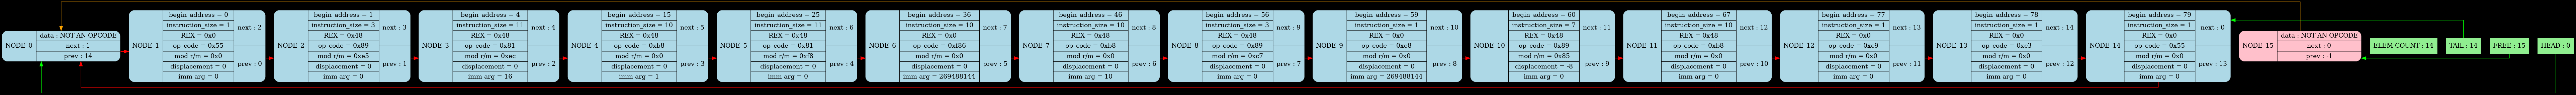 NODE_0
data : NOT AN OPCODE
next : 1
prev : 14
NODE_1
begin_address = 0
instruction_size = 1
REX = 0x0
op_code = 0x55
mod r/m = 0x0
displacement = 0
imm arg = 0
next : 2
prev : 0
NODE_2
begin_address = 1
instruction_size = 3
REX = 0x48
op_code = 0x89
mod r/m = 0xe5
displacement = 0
imm arg = 0
next : 3
prev : 1
NODE_3
begin_address = 4
instruction_size = 11
REX = 0x48
op_code = 0x81
mod r/m = 0xec
displacement = 0
imm arg = 16
next : 4
prev : 2
NODE_4
begin_address = 15
instruction_size = 10
REX = 0x48
op_code = 0xb8
mod r/m = 0x0
displacement = 0
imm arg = 1
next : 5
prev : 3
NODE_5
begin_address = 25
instruction_size = 11
REX = 0x48
op_code = 0x81
mod r/m = 0xf8
displacement = 0
imm arg = 0
next : 6
prev : 4
NODE_6
begin_address = 36
instruction_size = 10
REX = 0x0
op_code = 0xf86
mod r/m = 0x0
displacement = 0
imm arg = 269488144
next : 7
prev : 5
NODE_7
begin_address = 46
instruction_size = 10
REX = 0x48
op_code = 0xb8
mod r/m = 0x0
displacement = 0
imm arg = 10
next : 8
prev : 6
NODE_8
begin_address = 56
instruction_size = 3
REX = 0x48
op_code = 0x89
mod r/m = 0xc7
displacement = 0
imm arg = 0
next : 9
prev : 7
NODE_9
begin_address = 59
instruction_size = 1
REX = 0x0
op_code = 0xe8
mod r/m = 0x0
displacement = 0
imm arg = 269488144
next : 10
prev : 8
NODE_10
begin_address = 60
instruction_size = 7
REX = 0x48
op_code = 0x89
mod r/m = 0x85
displacement = -8
imm arg = 0
next : 11
prev : 9
NODE_11
begin_address = 67
instruction_size = 10
REX = 0x48
op_code = 0xb8
mod r/m = 0x0
displacement = 0
imm arg = 0
next : 12
prev : 10
NODE_12
begin_address = 77
instruction_size = 1
REX = 0x0
op_code = 0xc9
mod r/m = 0x0
displacement = 0
imm arg = 0
next : 13
prev : 11
NODE_13
begin_address = 78
instruction_size = 1
REX = 0x0
op_code = 0xc3
mod r/m = 0x0
displacement = 0
imm arg = 0
next : 14
prev : 12
NODE_14
begin_address = 79
instruction_size = 1
REX = 0x0
op_code = 0x55
mod r/m = 0x0
displacement = 0
imm arg = 0
next : 0
prev : 13
NODE_15
data : NOT AN OPCODE
next : 0
prev : -1
ELEM COUNT : 14
TAIL : 14
FREE : 15
HEAD : 0